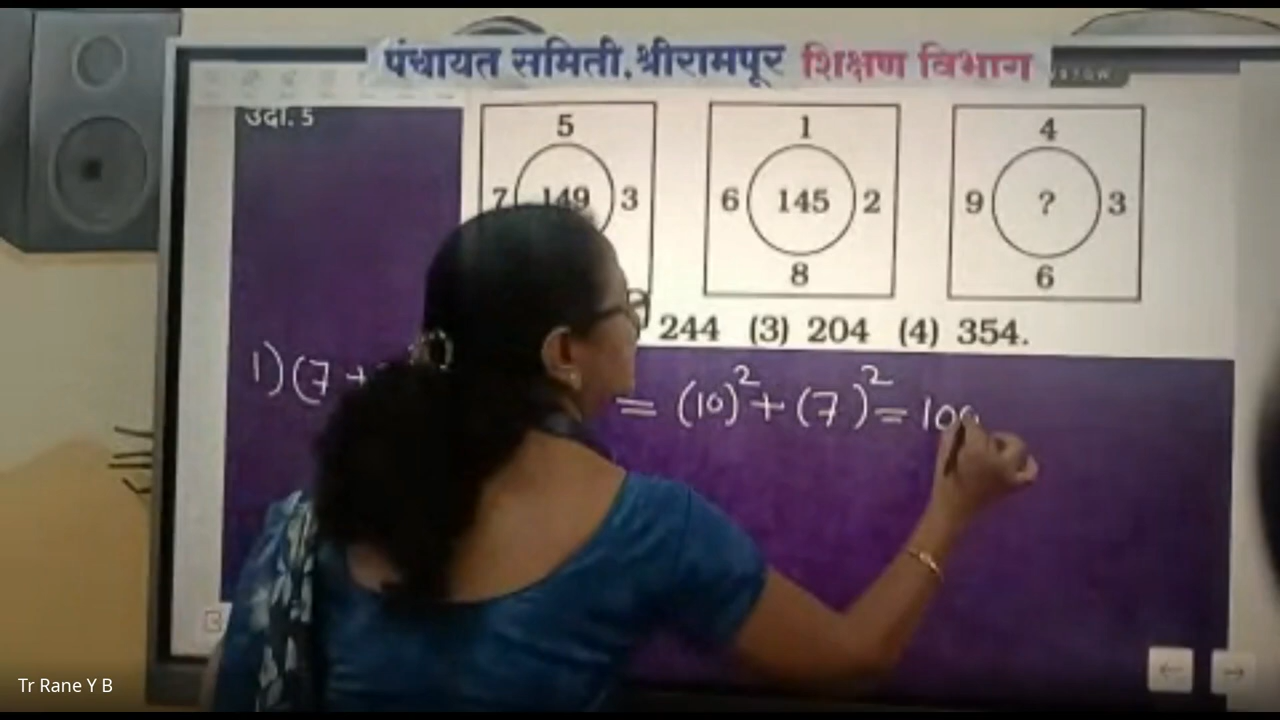 पंचायत समिती.श्रीरामपूर शिक्षण विभाग
उदा. 5
5 1 4
7 149 3 6 145 2 9 ? 3
8 6
244 (3) 204 (4) 354.
1) (7 + = (10)² + (7)² = 100
Tr Rane Y B